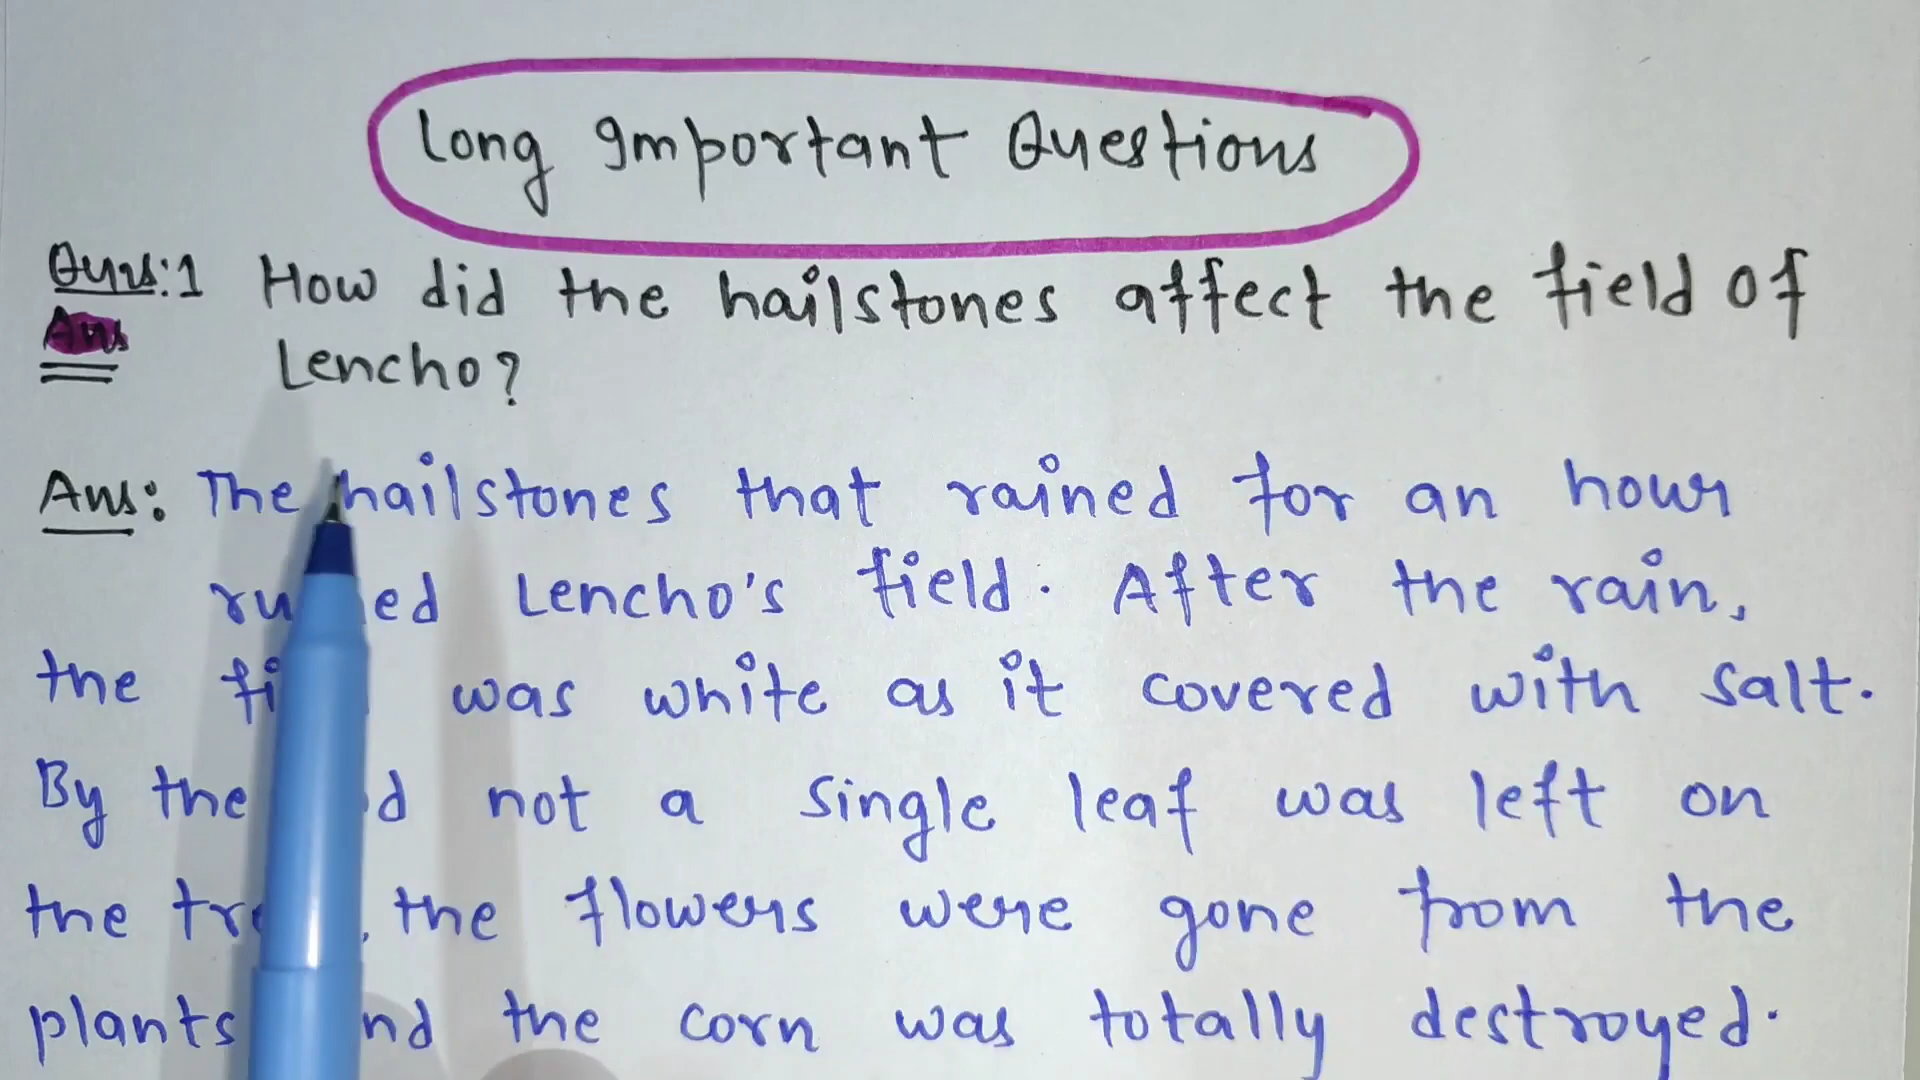 Long Important Questions
Ques:1 How did the hailstones affect the field of
Ans
Lencho?
Ans: The hailstones that rained for an hour
Lencho's field. After the rain,
the was white as it covered with salt.
By the not a single leaf was left on
the the flowers were gone from the
plants the corn was totally destroyed.